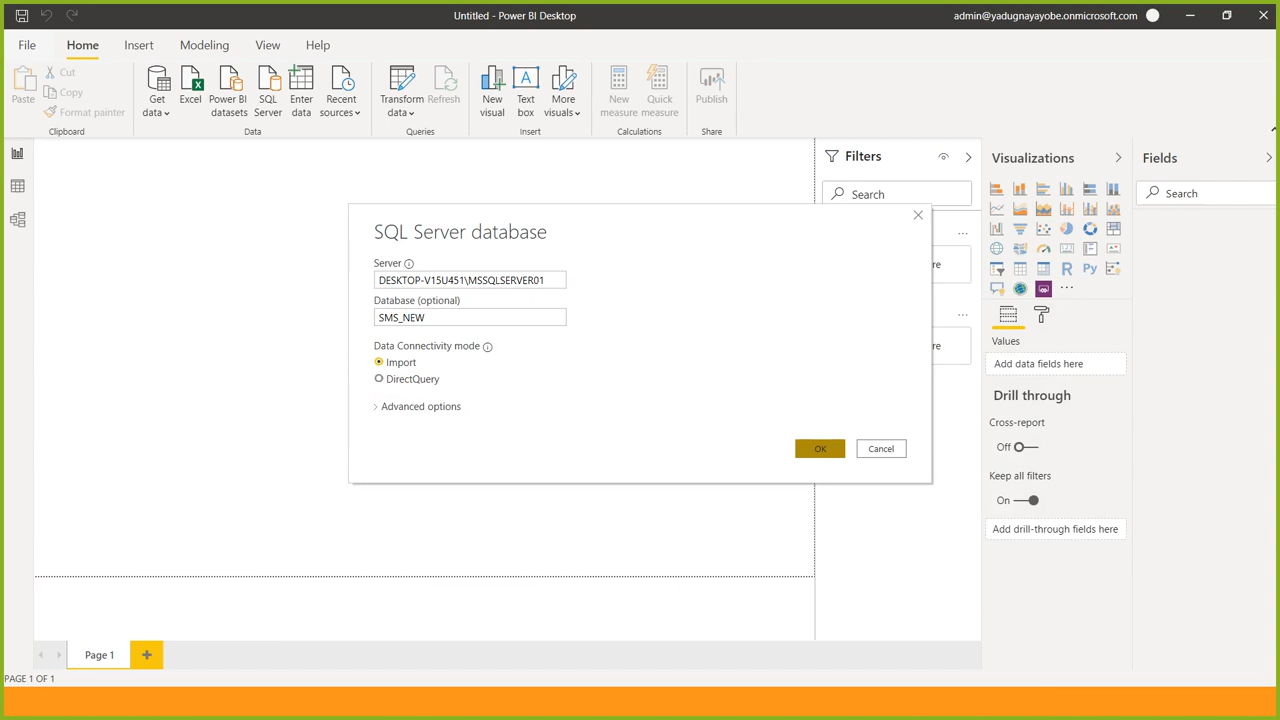 Untitled - Power BI Desktop
admin@yadugnayayobe.onmicrosoft.com
File Home Insert Modeling View Help
Paste
Cut
Copy
Format painter
Clipboard
Get data
Excel
Power BI datasets
SQL Server
Enter data
Recent sources
Data
Transform data
Refresh
Queries
New visual
A
Text box
More visuals
Insert
New measure
Quick measure
Calculations
Publish
Share
Filters
Search
...
re
...
re
Visualizations
R
Py
...
Values
Add data fields here
Drill through
Cross-report
Off
Keep all filters
On
Add drill-through fields here
Fields
Search
SQL Server database
Server
DESKTOP-V15U451\MSSQLSERVER01
Database (optional)
SMS_NEW
Data Connectivity mode
Import
DirectQuery
Advanced options
OK
Cancel
Page 1
+
PAGE 1 OF 1